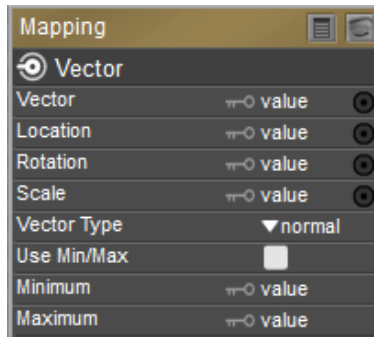 Mapping
Vector
Vector value
Location value
Rotation value
Scale value
Vector Type normal
Use Min/Max
Minimum value
Maximum value